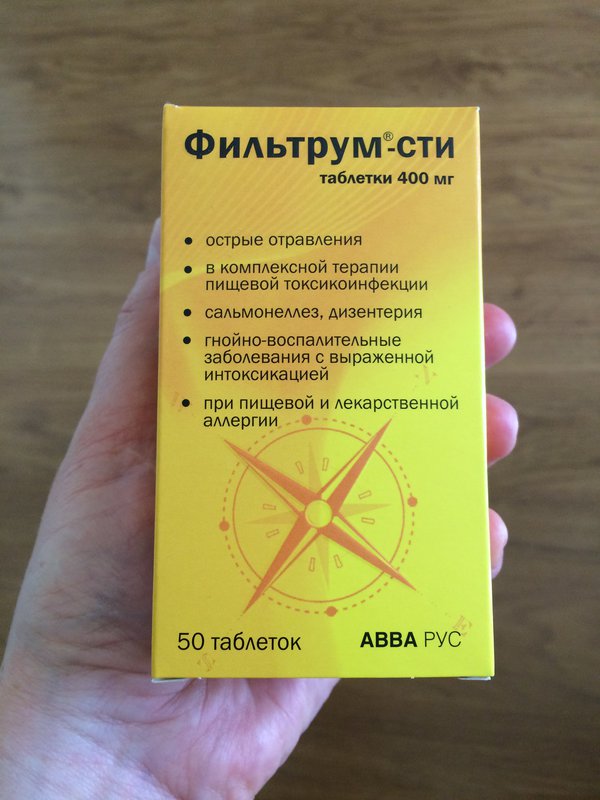 Фильтрум®-сти
таблетки 400 мг
• острые отравления
• в комплексной терапии
пищевой токсикоинфекции
• сальмонеллез, дизентерия
• гнойно-воспалительные
заболевания с выраженной
интоксикацией
• при пищевой и лекарственной
аллергии
50 таблеток
АВВА РУС